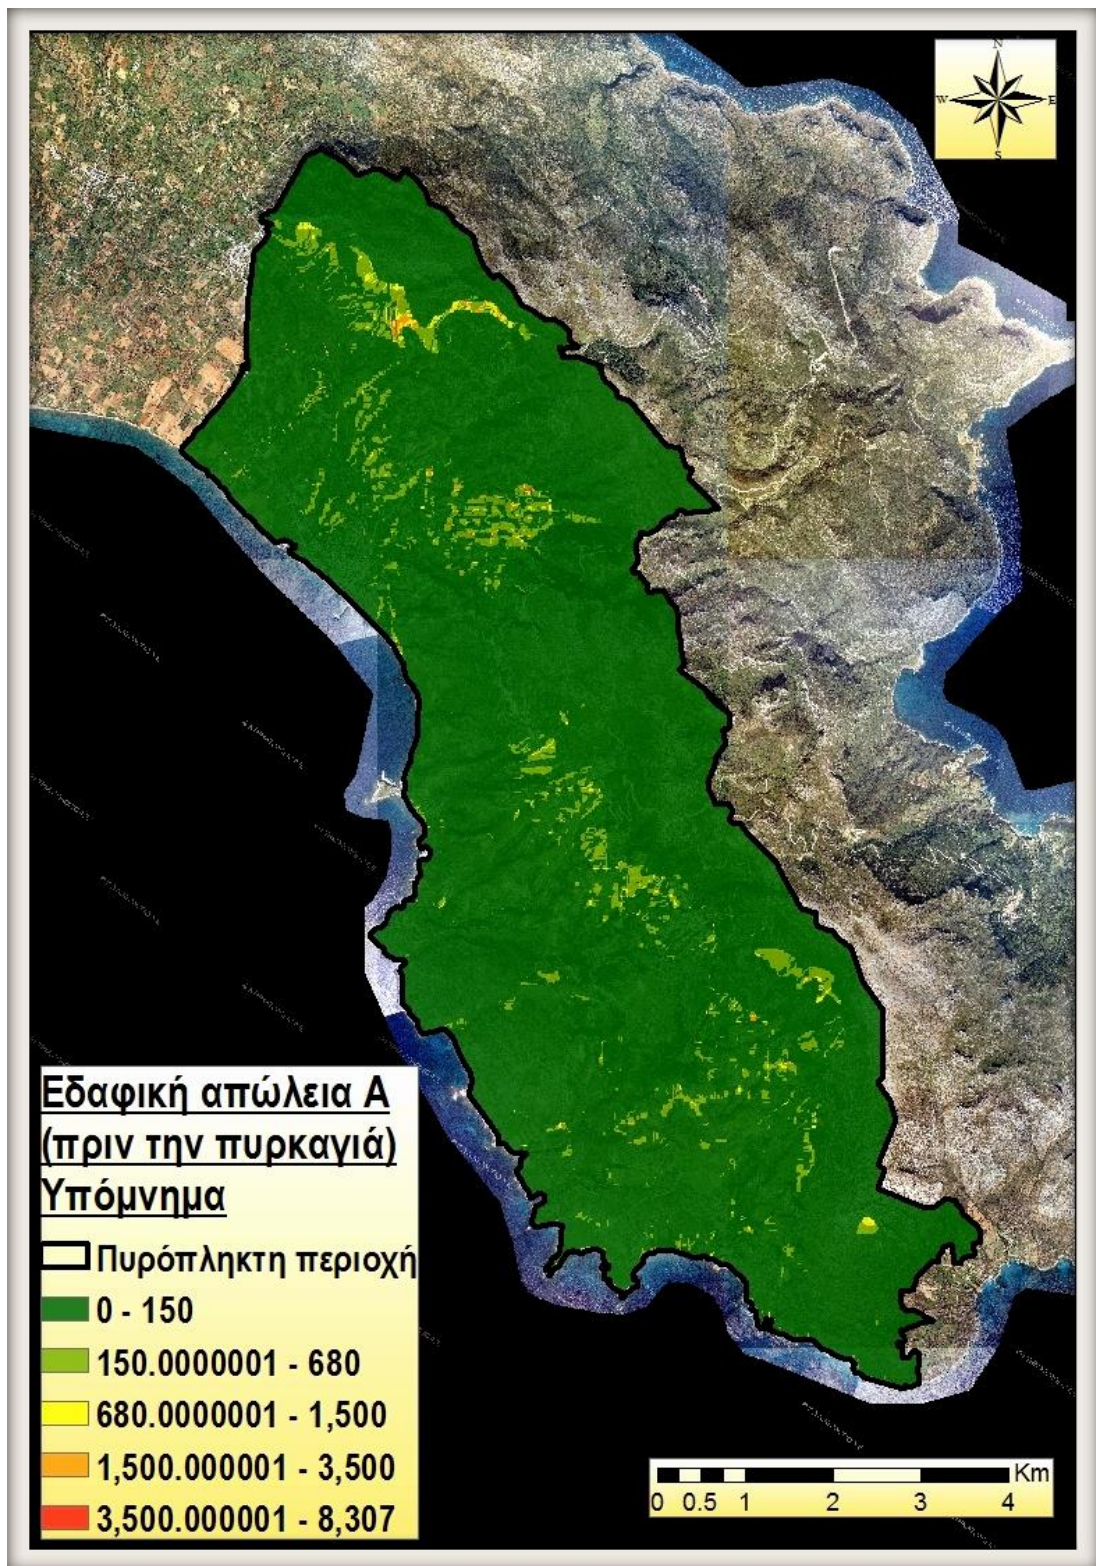 N
W E
S
Εδαφική απώλεια Α
(πριν την πυρκαγιά)
Υπόμνημα
Πυρόπληκτη περιοχή
0 - 150
150.0000001 - 680
680.0000001 - 1,500
1,500.000001 - 3,500
3,500.000001 - 8,307
Km
0 0.5 1 2 3 4